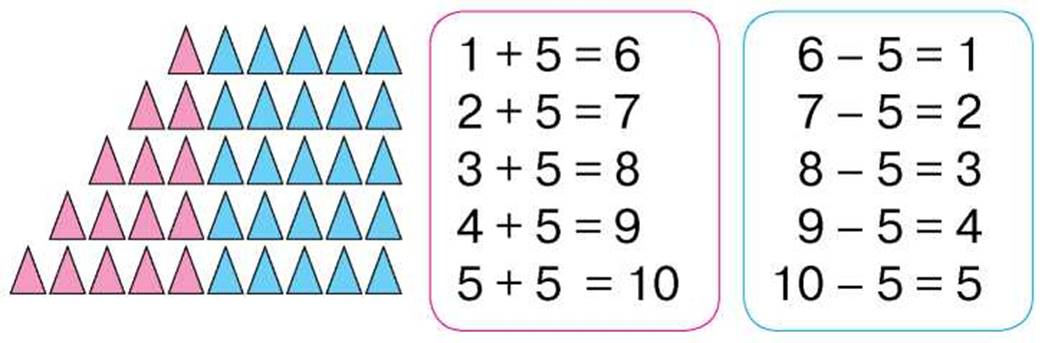 1 + 5 = 6
2 + 5 = 7
3 + 5 = 8
4 + 5 = 9
5 + 5 = 10
6 – 5 = 1
7 – 5 = 2
8 – 5 = 3
9 – 5 = 4
10 – 5 = 5